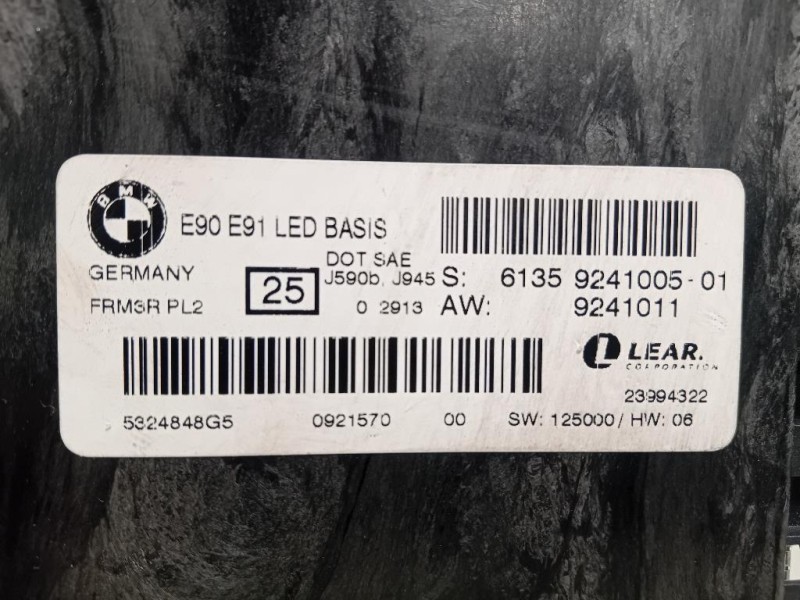 BMW
E90 E91 LED BASIS
GERMANY
FRM3R PL2
25
DOT SAE
J590b, J945
0 2913
S: 6135 9241005-01
AW: 9241011
LEAR.
CORPORATION
23994322
5324848G5 0921570 00 SW: 125000 / HW: 06